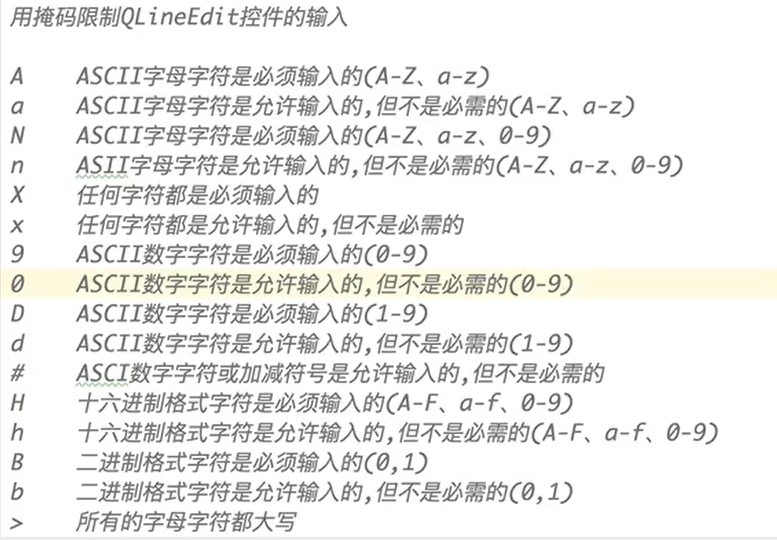 用掩码限制QLineEdit控件的输入
A ASCII字母字符是必须输入的(A-Z、a-z)
a ASCII字母字符是允许输入的,但不是必需的(A-Z、a-z)
N ASCII字母字符是必须输入的(A-Z、a-z、0-9)
n ASII字母字符是允许输入的,但不是必需的(A-Z、a-z、0-9)
X 任何字符都是必须输入的
x 任何字符都是允许输入的,但不是必需的
9 ASCII数字字符是必须输入的(0-9)
0 ASCII数字字符是允许输入的,但不是必需的(0-9)
D ASCII数字字符是必须输入的(1-9)
d ASCII数字字符是允许输入的,但不是必需的(1-9)
# ASCI数字字符或加减符号是允许输入的,但不是必需的
H 十六进制格式字符是必须输入的(A-F、a-f、0-9)
h 十六进制格式字符是允许输入的,但不是必需的(A-F、a-f、0-9)
B 二进制格式字符是必须输入的(0,1)
b 二进制格式字符是允许输入的,但不是必需的(0,1)
> 所有的字母字符都大写